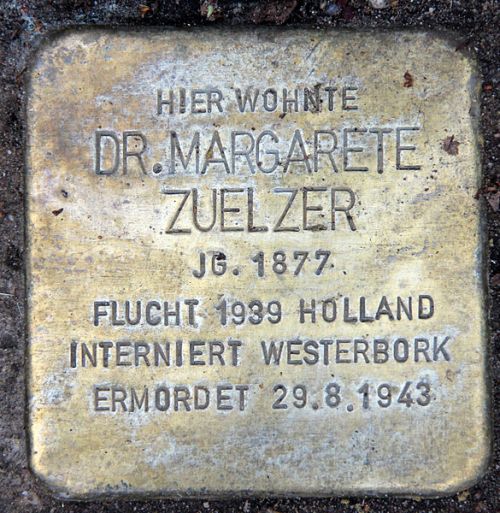 HIER WOHNTE
DR. MARGARETE
ZUELZER
JG. 1877
FLUCHT 1939 HOLLAND
INTERNIERT WESTERBORK
ERMORDET 29.8.1943